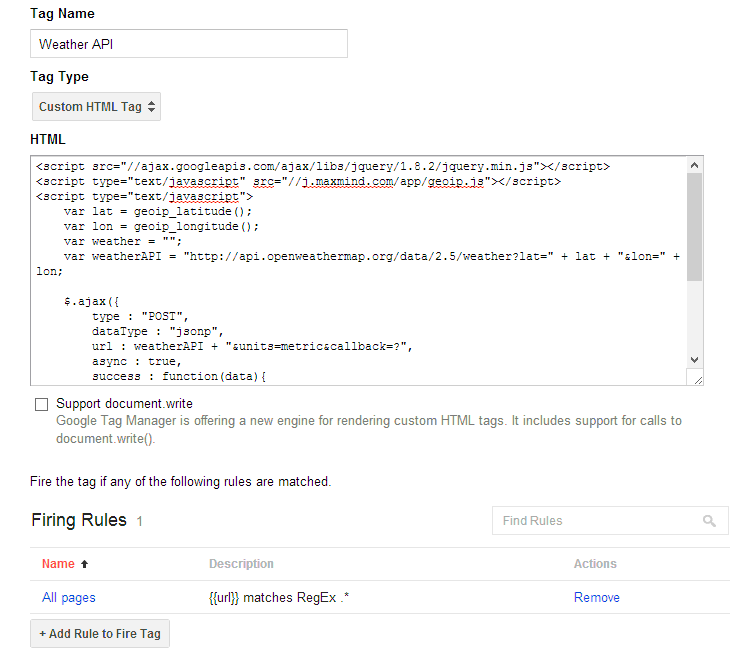 Tag Name
Weather API
Tag Type
Custom HTML Tag
HTML
<script src="//ajax.googleapis.com/ajax/libs/jquery/1.8.2/jquery.min.js"></script>
<script type="text/javascript" src="//j.maxmind.com/app/geoip.js"></script>
<script type="text/javascript">
var lat = geoip_latitude();
var lon = geoip_longitude();
var weather = "";
var weatherAPI = "http://api.openweathermap.org/data/2.5/weather?lat=" + lat + "&lon=" +
lon;
$.ajax({
type : "POST",
dataType : "jsonp",
url : weatherAPI + "&units=metric&callback=?",
async : true,
success : function(data){
Support document.write
Google Tag Manager is offering a new engine for rendering custom HTML tags. It includes support for calls to
document.write().
Fire the tag if any of the following rules are matched.
Firing Rules 1
Find Rules
Name Description Actions
All pages {{url}} matches RegEx .* Remove
+ Add Rule to Fire Tag